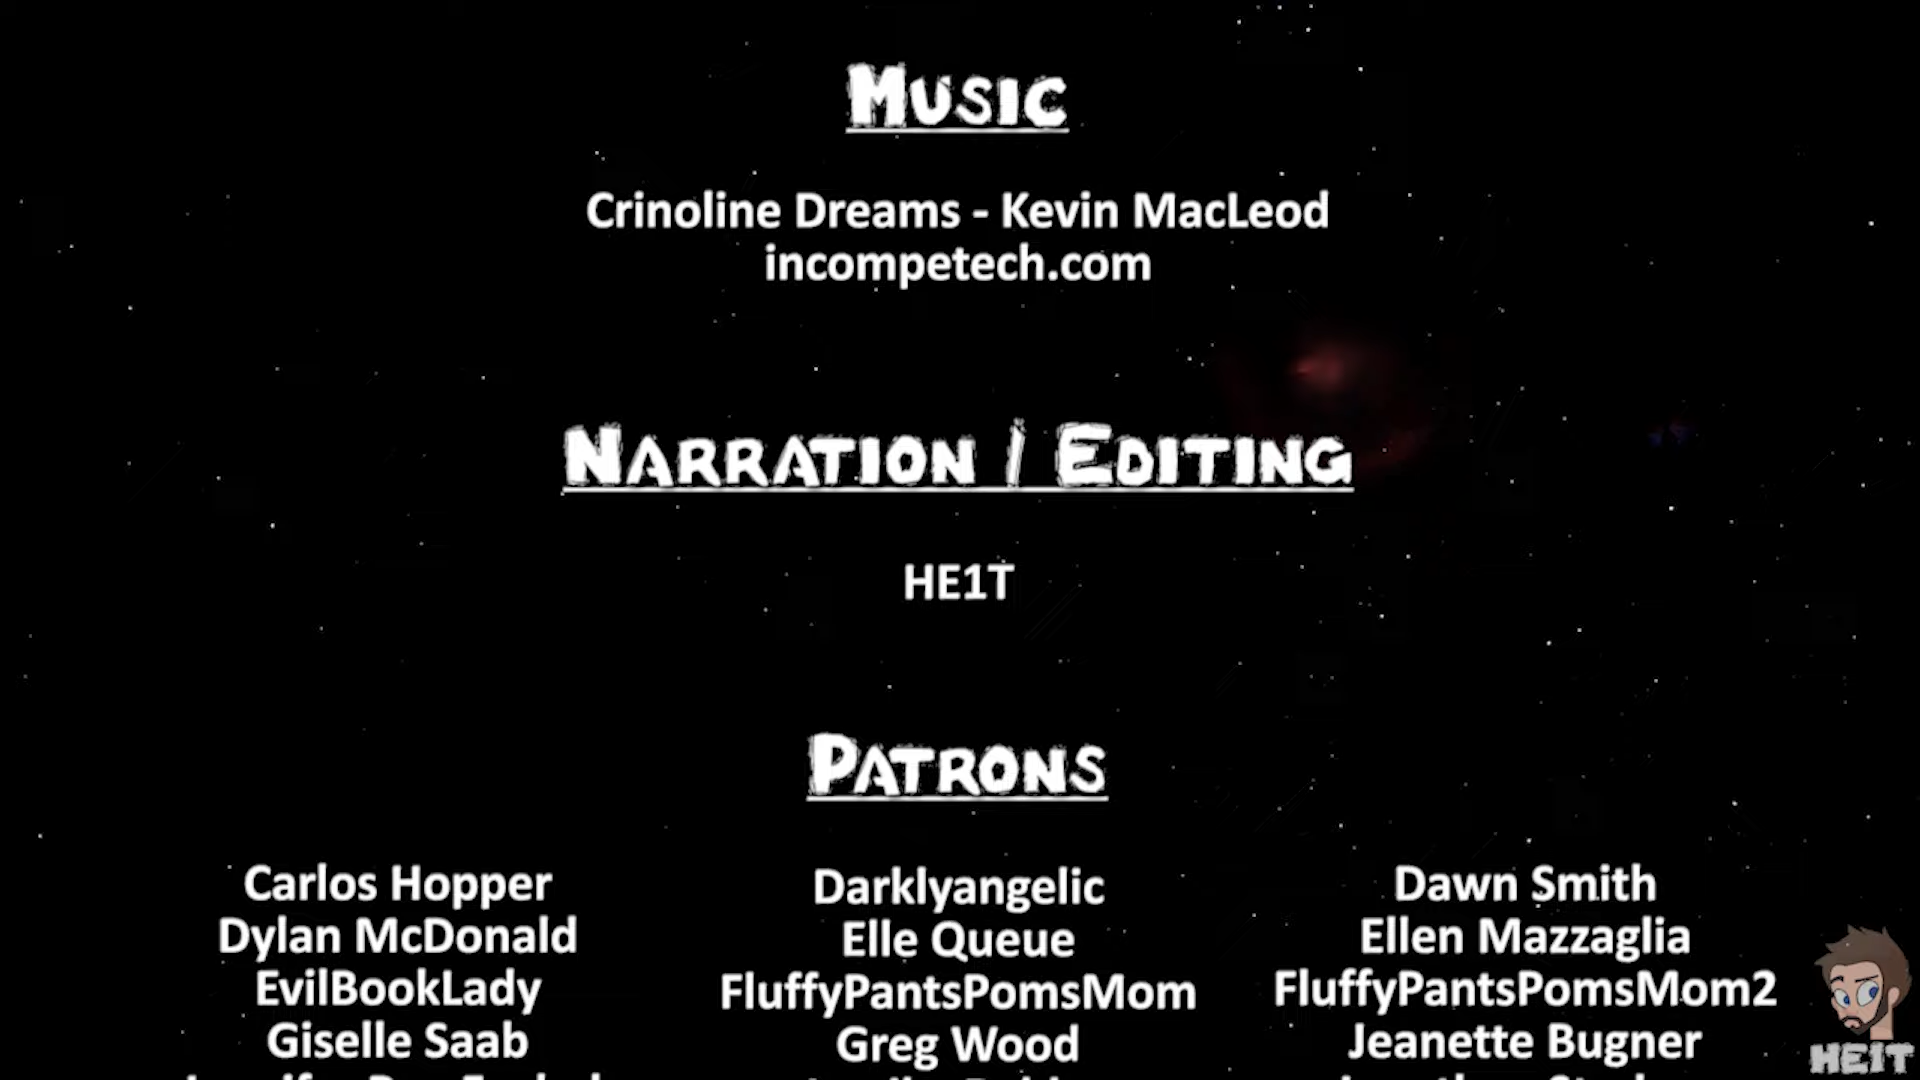 Music
Crinoline Dreams - Kevin MacLeod
incompetech.com
Narration / Editing
HE1T
Patrons
Carlos Hopper
Dylan McDonald
EvilBookLady
Giselle Saab
Darklyangelic
Elle Queue
FluffyPantsPomsMom
Greg Wood
Dawn Smith
Ellen Mazzaglia
FluffyPantsPomsMom2
Jeanette Bugner
HE1T